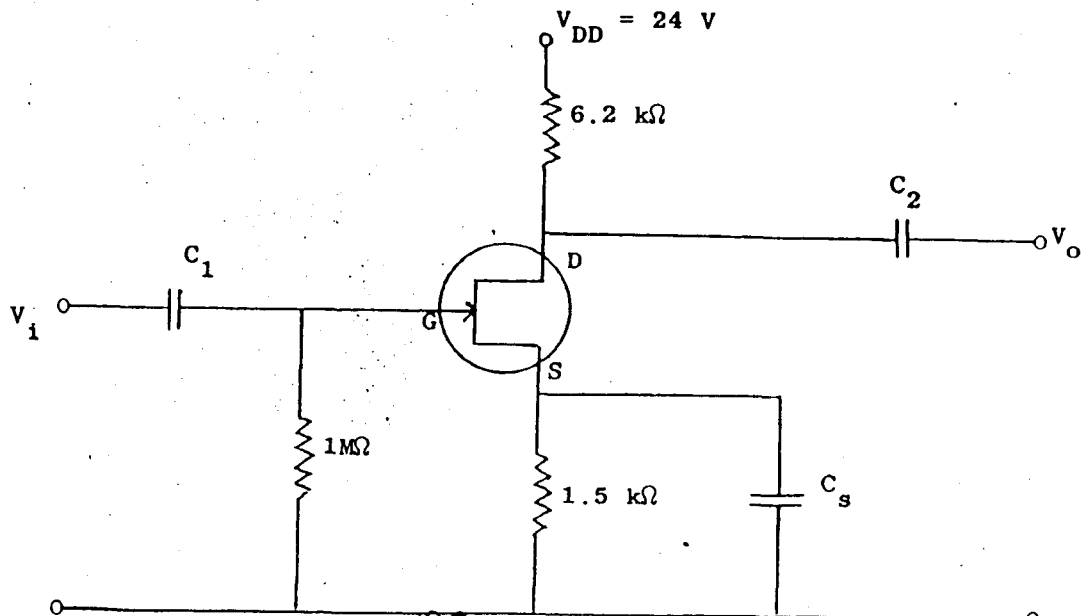 V_DD = 24 V
6.2 kΩ
C_2
V_o
D
C_1
V_i
G
S
1MΩ
1.5 kΩ
C_s